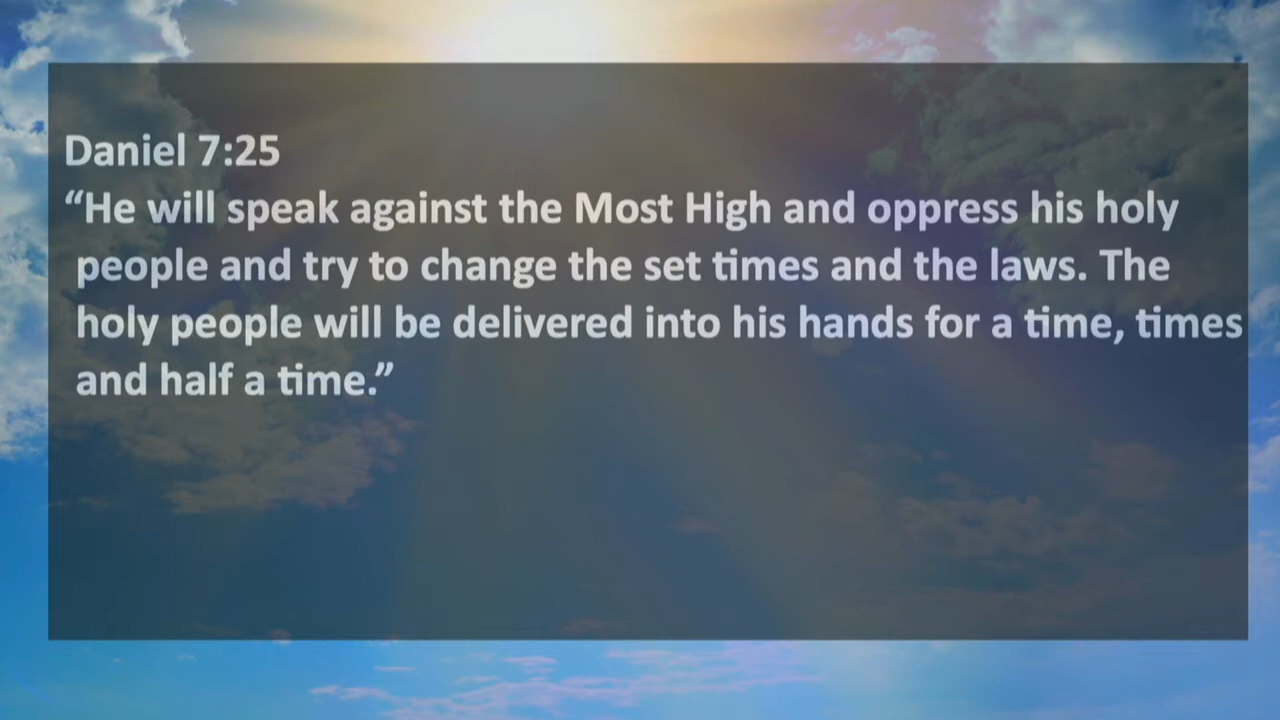 Daniel 7:25
“He will speak against the Most High and oppress his holy
people and try to change the set times and the laws. The
holy people will be delivered into his hands for a time, times
and half a time.”